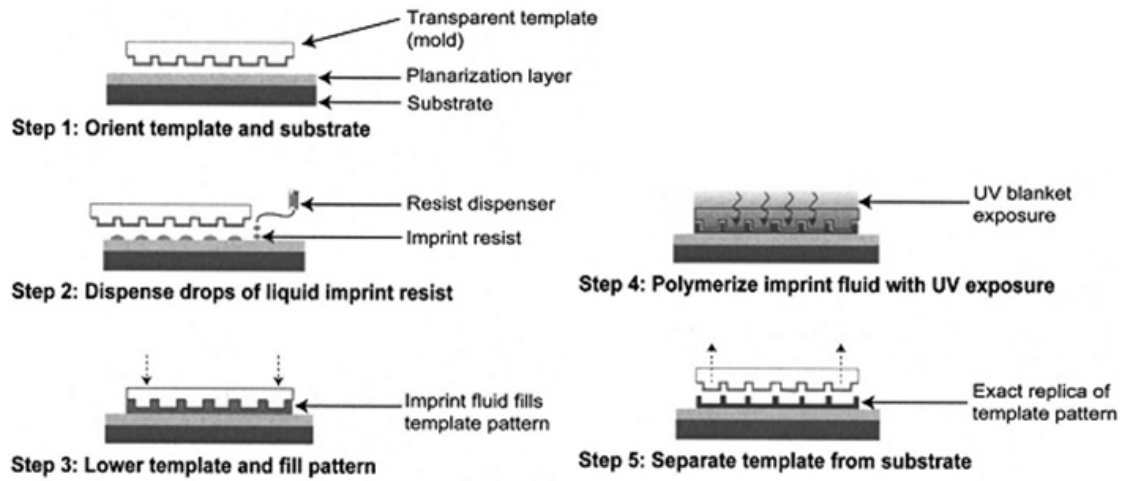 Transparent template
(mold)
Planarization layer
Substrate
Step 1: Orient template and substrate
Resist dispenser
Imprint resist
Step 2: Dispense drops of liquid imprint resist
Imprint fluid fills
template pattern
Step 3: Lower template and fill pattern
UV blanket
exposure
Step 4: Polymerize imprint fluid with UV exposure
Exact replica of
template pattern
Step 5: Separate template from substrate